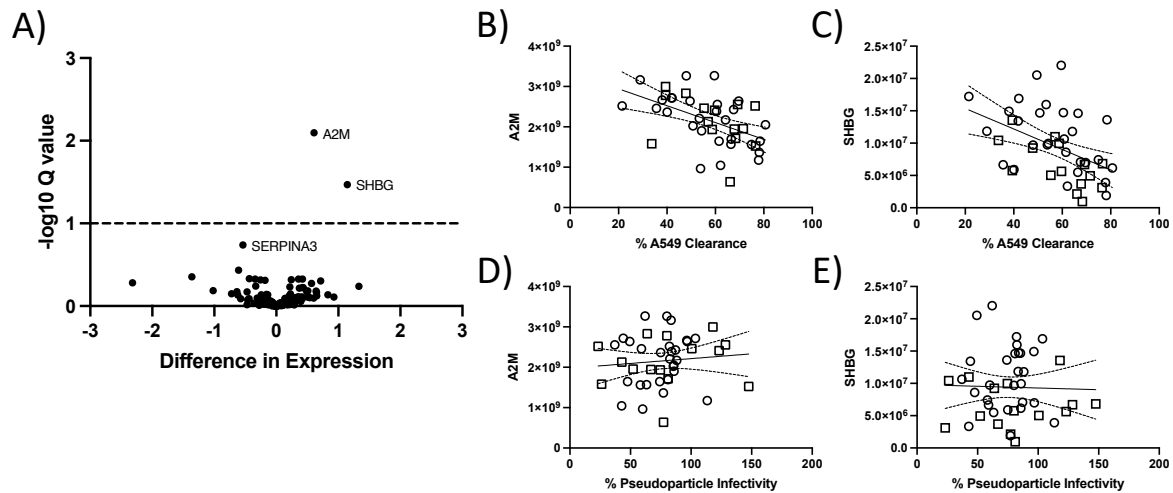 A)
3
2
1
0
-log10 Q value
A2M
SHBG
SERPINA3
-3 -2 -1 0 1 2 3
Difference in Expression
B)
4×10⁹
3×10⁹
2×10⁹
1×10⁹
0
A2M
0 20 40 60 80 100
% A549 Clearance
C)
2.5×10⁷
2.0×10⁷
1.5×10⁷
1.0×10⁷
5.0×10⁶
0.0
SHBG
0 20 40 60 80 100
% A549 Clearance
D)
4×10⁹
3×10⁹
2×10⁹
1×10⁹
0
A2M
0 50 100 150 200
% Pseudoparticle Infectivity
E)
2.5×10⁷
2.0×10⁷
1.5×10⁷
1.0×10⁷
5.0×10⁶
0.0
SHBG
0 50 100 150 200
% Pseudoparticle Infectivity